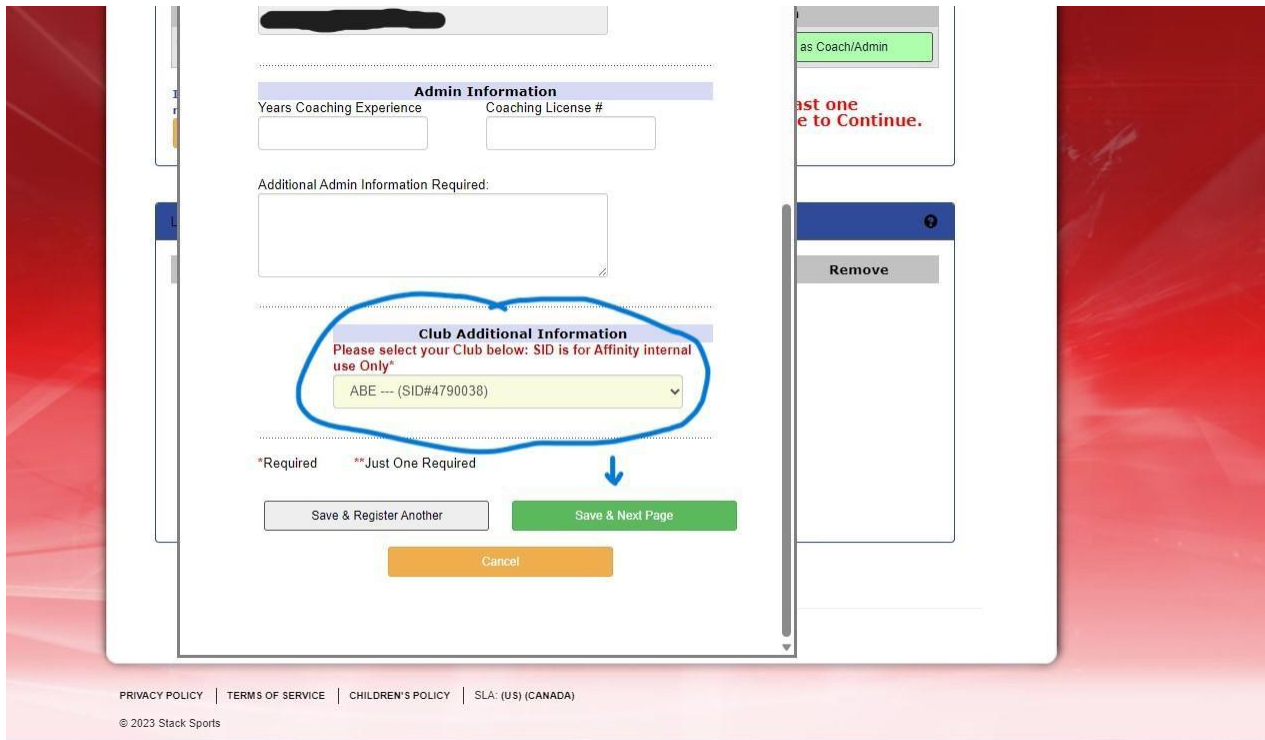 as Coach/Admin
Admin Information
Years Coaching Experience Coaching License #
e to Continue.
Additional Admin Information Required:
Remove
Club Additional Information
Please select your Club below: SID is for Affinity internal
use Only*
ABE --- (SID#4790038)
*Required **Just One Required
Save & Register Another Save & Next Page
Cancel
PRIVACY POLICY TERMS OF SERVICE CHILDREN'S POLICY SLA: (US) (CANADA)
© 2023 Stack Sports